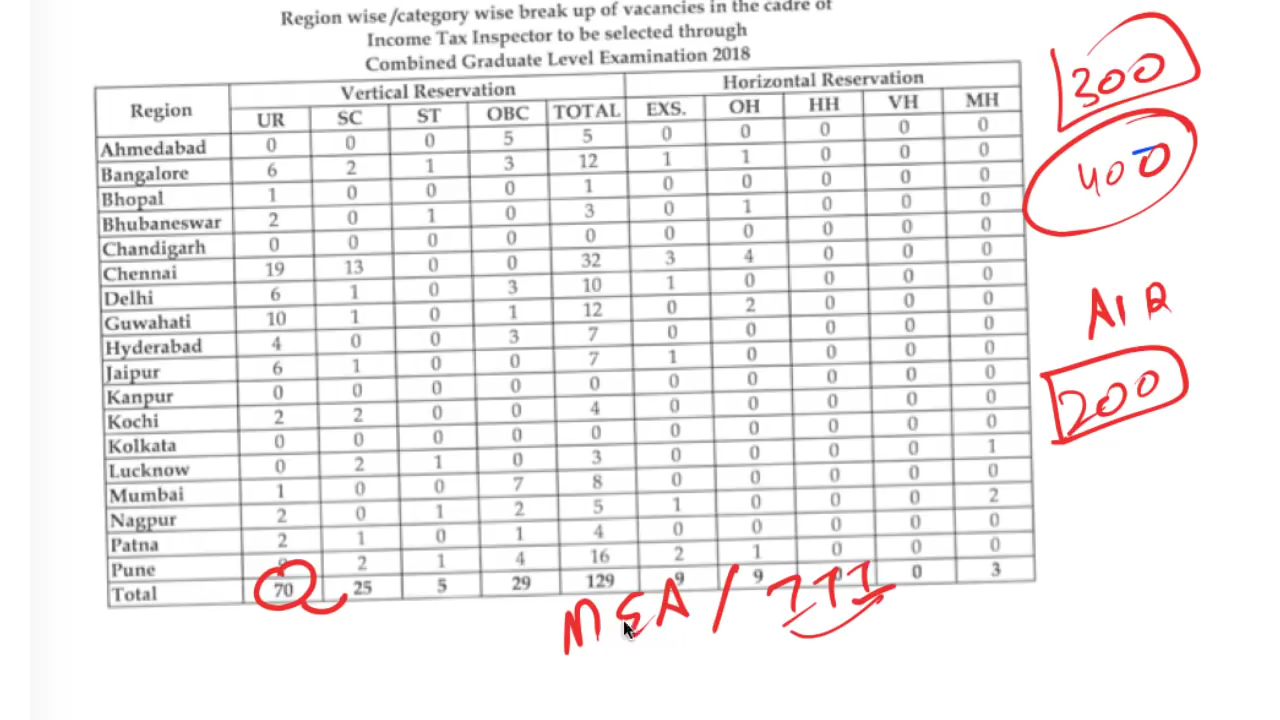 Region wise/category wise break up of vacancies in the cadre of
Income Tax Inspector to be selected through
Combined Graduate Level Examination 2018
Region Vertical Reservation Horizontal Reservation
UR SC ST OBC TOTAL EXS. OH HH VH MH
Ahmedabad 0 0 0 5 5 0 0 0 0 0
Bangalore 6 2 1 3 12 1 1 0 0 0
Bhopal 1 0 0 0 1 0 0 0 0 0
Bhubaneswar 2 0 1 0 3 0 1 0 0 0
Chandigarh 0 0 0 0 0 0 0 0 0 0
Chennai 19 13 0 0 32 3 4 0 0 0
Delhi 6 1 0 3 10 1 0 0 0 0
Guwahati 10 1 0 1 12 0 2 0 0 0
Hyderabad 4 0 0 3 7 0 0 0 0 0
Jaipur 6 1 0 0 7 1 0 0 0 0
Kanpur 0 0 0 0 0 0 0 0 0 0
Kochi 2 2 0 0 4 0 0 0 0 0
Kolkata 0 0 0 0 0 0 0 0 0 0
Lucknow 0 2 1 0 3 0 0 0 0 1
Mumbai 1 0 0 7 8 0 0 0 0 0
Nagpur 2 0 1 2 5 1 0 0 0 2
Patna 2 1 0 1 4 0 0 0 0 0
Pune 2 1 4 16 2 1 0 0 0
Total 70 25 5 29 129 9 9 0 3
300
400
AIR
200
MEA /